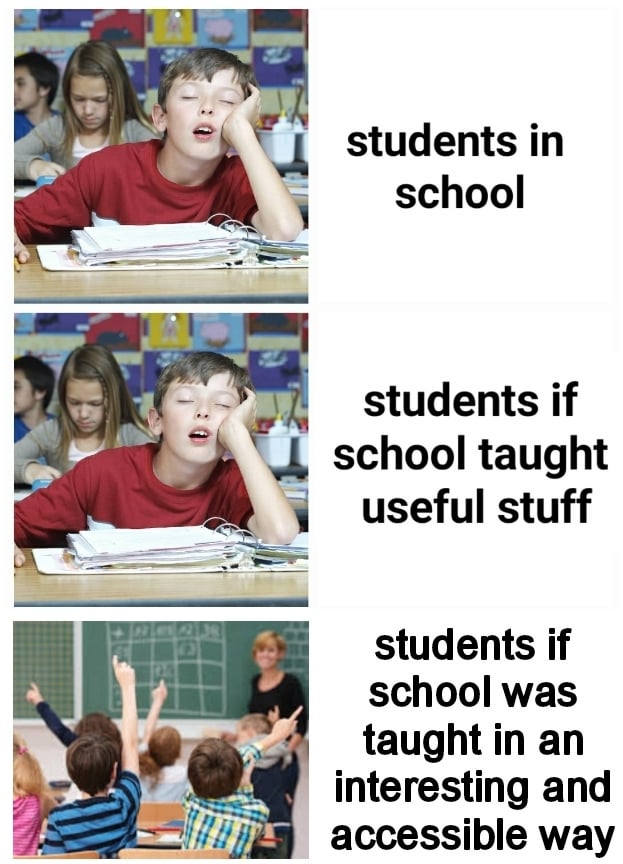 students in
school
students if
school taught
useful stuff
students if
school was
taught in an
interesting and
accessible way